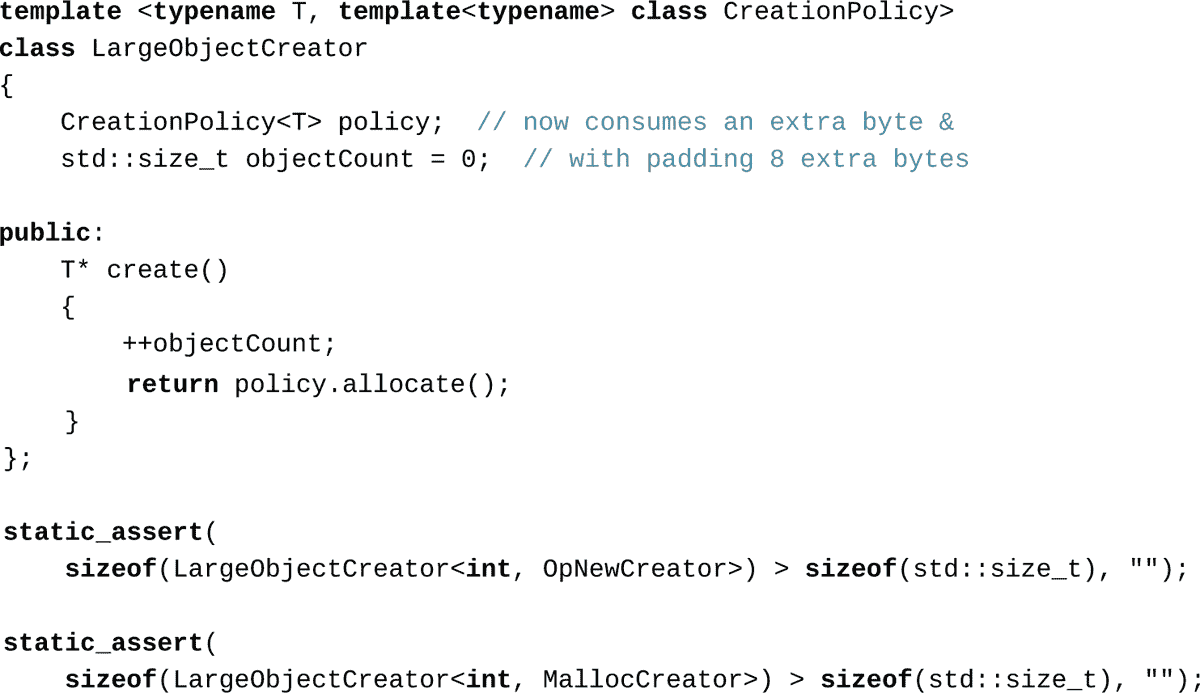 template <typename T, template<typename> class CreationPolicy>
class LargeObjectCreator
{
    CreationPolicy<T> policy;  // now consumes an extra byte &
    std::size_t objectCount = 0;  // with padding 8 extra bytes

public:
    T* create()
    {
        ++objectCount;
        return policy.allocate();
    }
};

static_assert(
    sizeof(LargeObjectCreator<int, OpNewCreator>) > sizeof(std::size_t), "");

static_assert(
    sizeof(LargeObjectCreator<int, MallocCreator>) > sizeof(std::size_t), "");